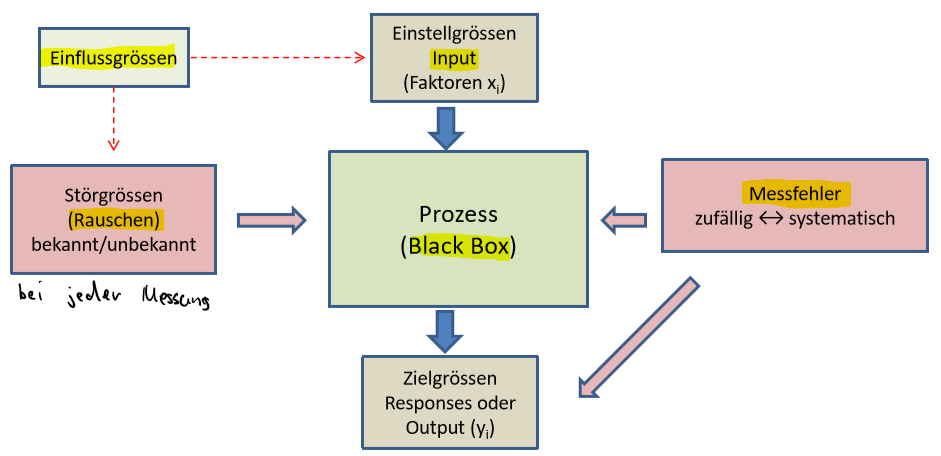 Einflussgrössen
Einstellgrössen
Input
(Faktoren xᵢ)
Störgrössen
(Rauschen)
bekannt/unbekannt
bei jeder Messung
Prozess
(Black Box)
Messfehler
zufällig ↔ systematisch
Zielgrössen
Responses oder
Output (yᵢ)